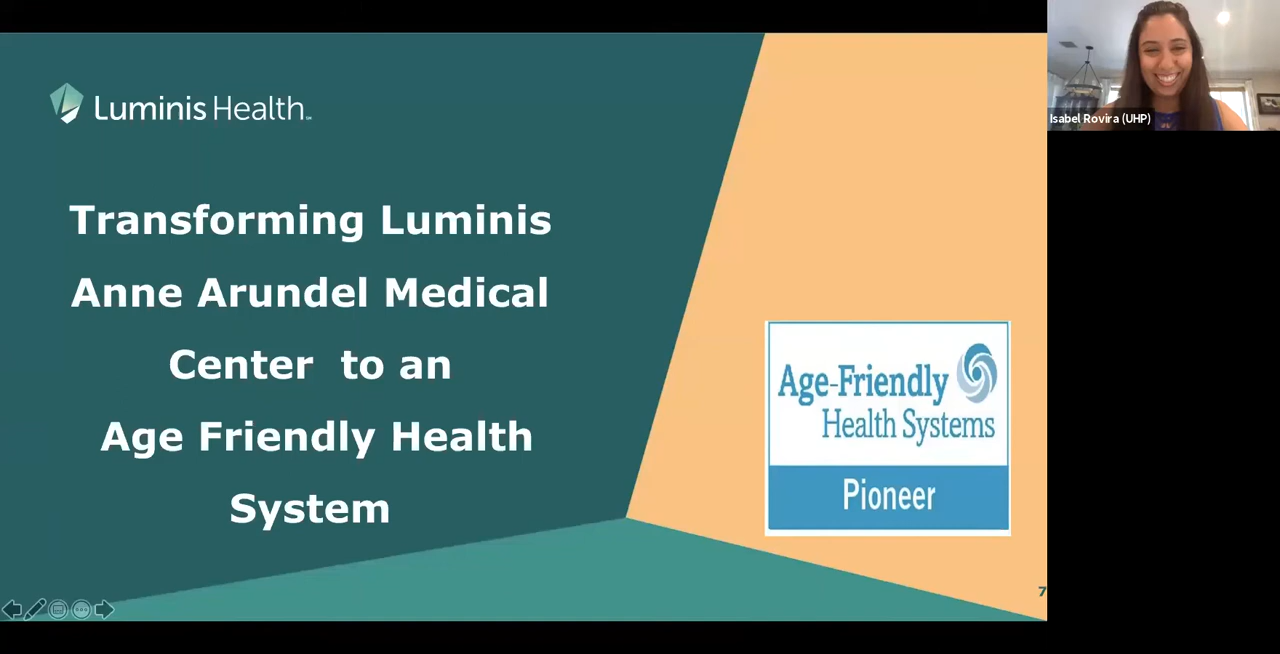 Luminis Health
Transforming Luminis
Anne Arundel Medical
Center to an
Age Friendly Health
System
Age-Friendly
Health Systems
Pioneer
7
Isabel Rovira (UHP)